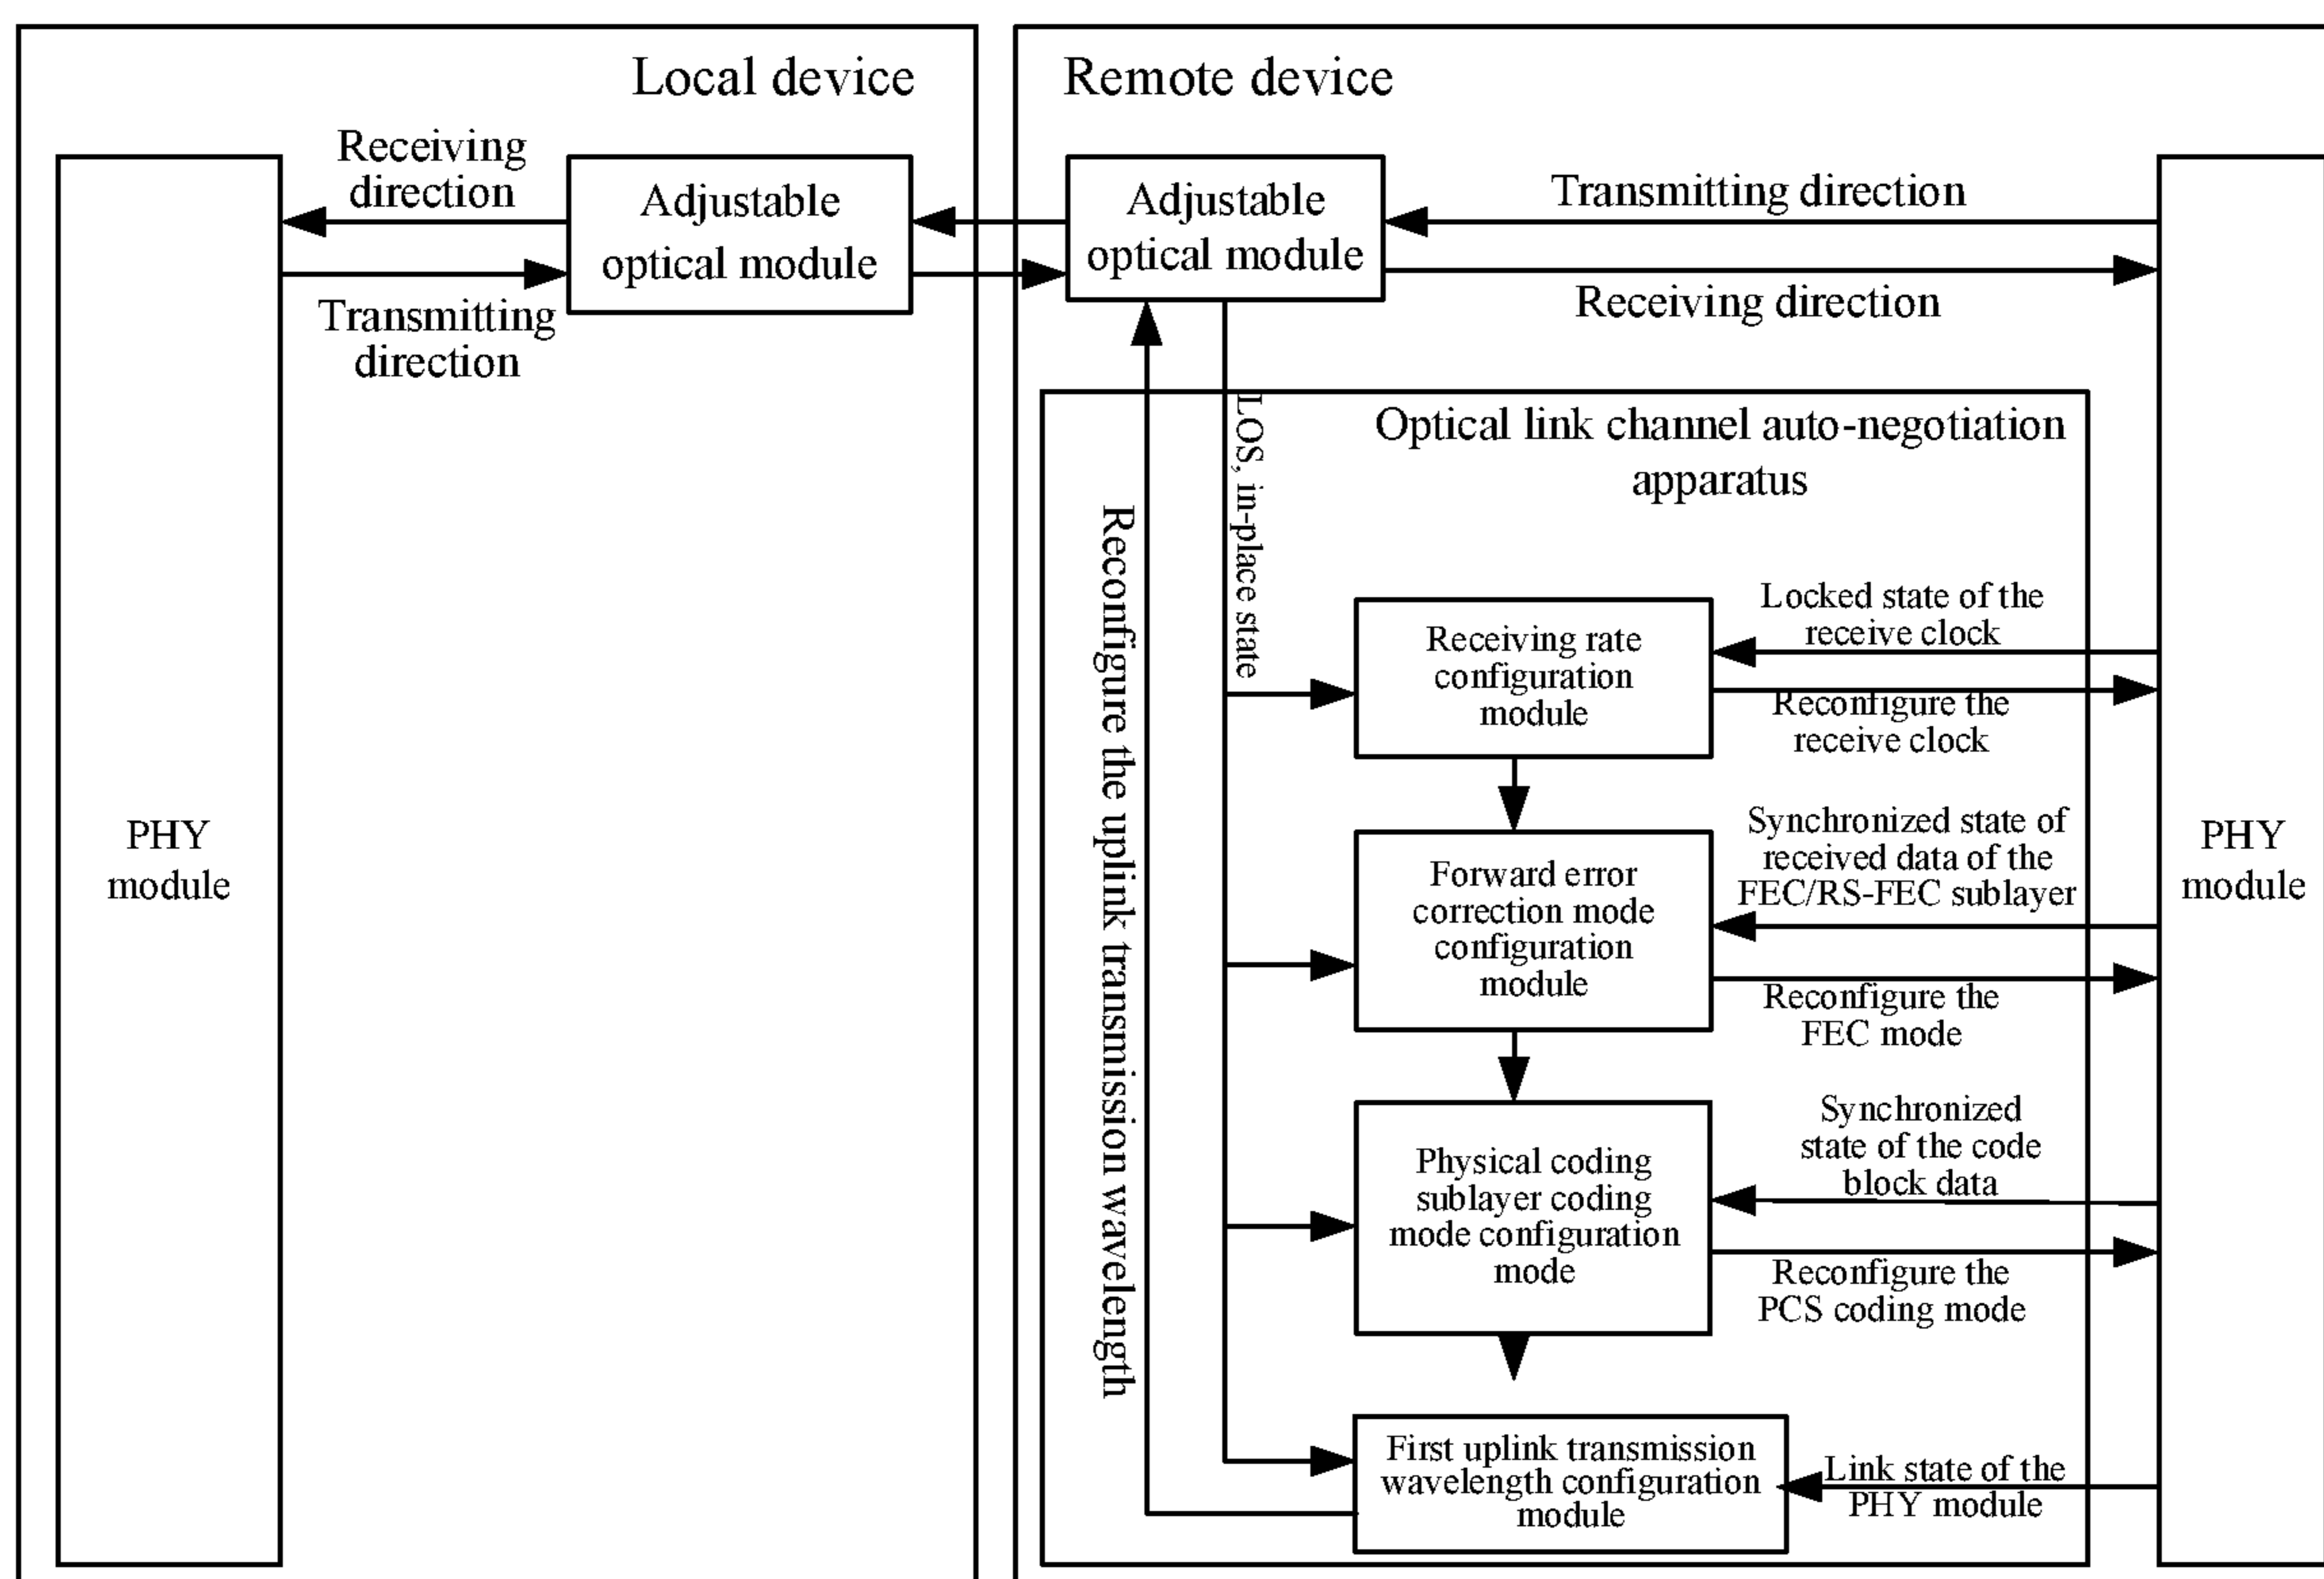 Local device
Remote device
Receiving
direction
Adjustable
optical module
Transmitting
direction
PHY
module
Adjustable
optical module
Transmitting direction
Receiving direction
Optical link channel auto-negotiation
apparatus
LOS, in-place state
Reconfigure the uplink transmission wavelength
Receiving rate
configuration
module
Locked state of the
receive clock
Reconfigure the
receive clock
Forward error
correction mode
configuration
module
Synchronized state of
received data of the
FEC/RS-FEC sublayer
Reconfigure the
FEC mode
Physical coding
sublayer coding
mode configuration
mode
Synchronized
state of the code
block data
Reconfigure the
PCS coding mode
First uplink transmission
wavelength configuration
module
Link state of the
PHY module
PHY
module